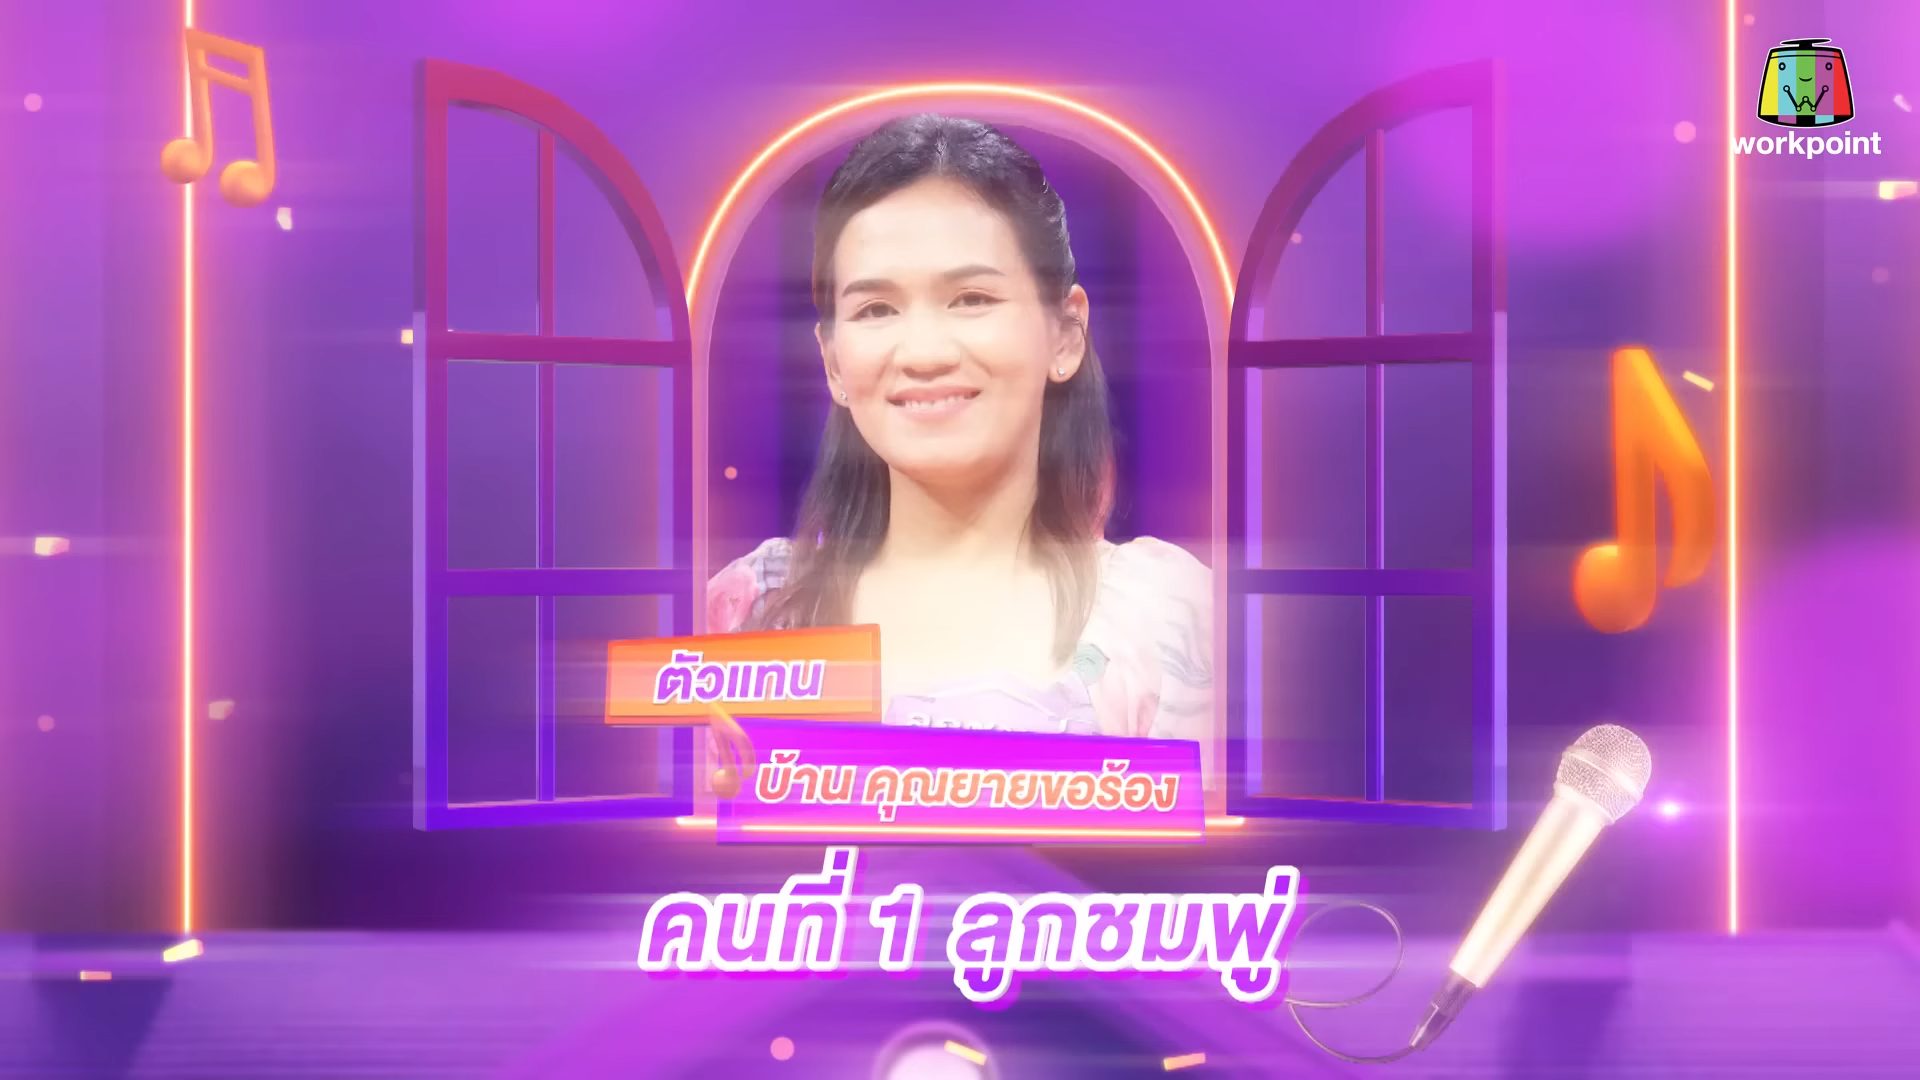 workpoint
ตัวแทน
บ้าน คุณยายขอร้อง
คนที่ 1 ลูกชมพู่